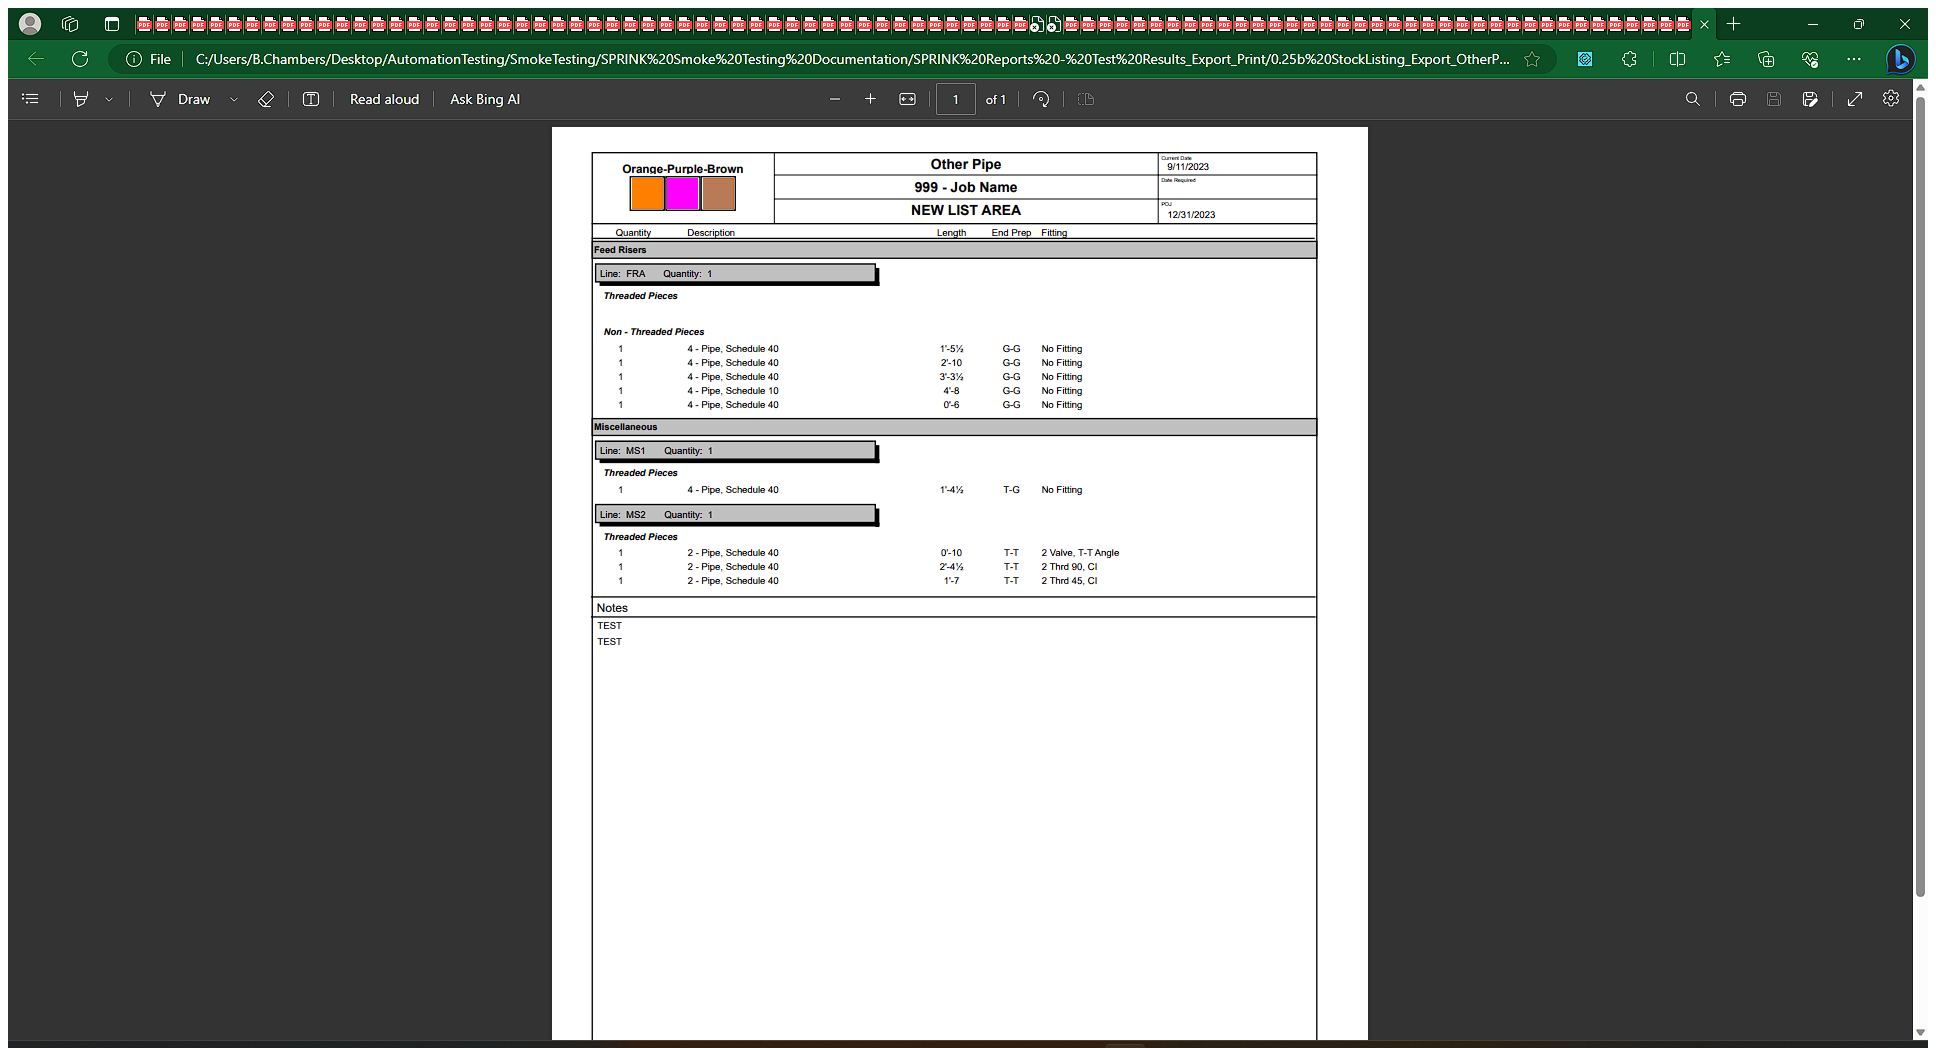 File C:/Users/B.Chambers/Desktop/AutomationTesting/SmokeTesting/SPRINK%20Smoke%20Testing%20Documentation/SPRINK%20Reports%20-%20Test%20Results_Export_Print/0.25b%20StockListing_Export_OtherP...
Draw Read aloud Ask Bing AI 1 of 1
Orange-Purple-Brown
Other Pipe
999 - Job Name
NEW LIST AREA
Current Date
9/11/2023
Date Required
PDJ
12/31/2023
Quantity Description Length End Prep Fitting
Feed Risers
Line: FRA Quantity: 1
Threaded Pieces
Non - Threaded Pieces
1 4 - Pipe, Schedule 40 1'-5½ G-G No Fitting
1 4 - Pipe, Schedule 40 2'-10 G-G No Fitting
1 4 - Pipe, Schedule 40 3'-3½ G-G No Fitting
1 4 - Pipe, Schedule 10 4'-8 G-G No Fitting
1 4 - Pipe, Schedule 40 0'-6 G-G No Fitting
Miscellaneous
Line: MS1 Quantity: 1
Threaded Pieces
1 4 - Pipe, Schedule 40 1'-4½ T-G No Fitting
Line: MS2 Quantity: 1
Threaded Pieces
1 2 - Pipe, Schedule 40 0'-10 T-T 2 Valve, T-T Angle
1 2 - Pipe, Schedule 40 2'-4½ T-T 2 Thrd 90, CI
1 2 - Pipe, Schedule 40 1'-7 T-T 2 Thrd 45, CI
Notes
TEST
TEST